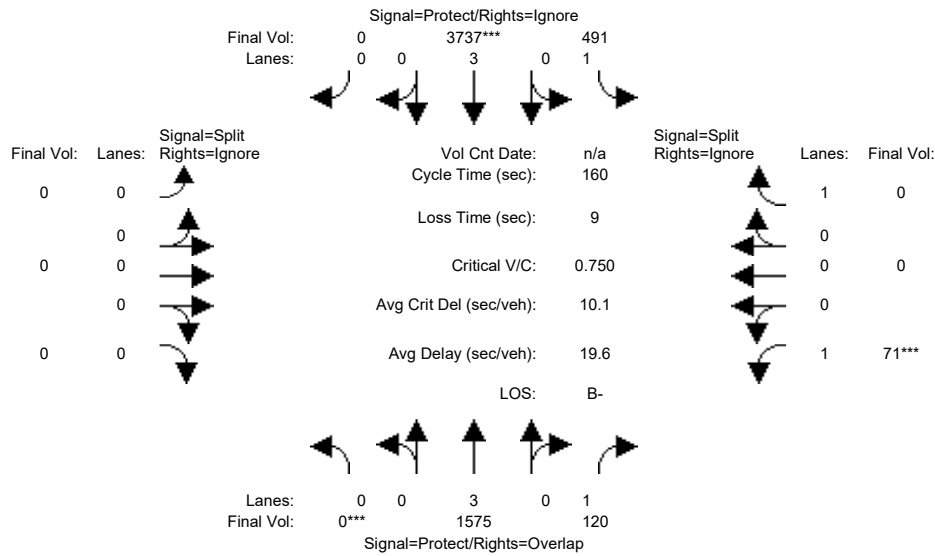 Signal=Protect/Rights=Ignore
Final Vol: 0 3737*** 491
Lanes: 0 0 3 0 1
Signal=Split Signal=Split
Final Vol: Lanes: Rights=Ignore Vol Cnt Date: n/a Rights=Ignore Lanes: Final Vol:
Cycle Time (sec): 160
0 0 1 0
Loss Time (sec): 9
0 0
0 0 Critical V/C: 0.750 0 0
0 Avg Crit Del (sec/veh): 10.1 0
0 0 Avg Delay (sec/veh): 19.6 1 71***
LOS: B-
Lanes: 0 0 3 0 1
Final Vol: 0*** 1575 120
Signal=Protect/Rights=Overlap